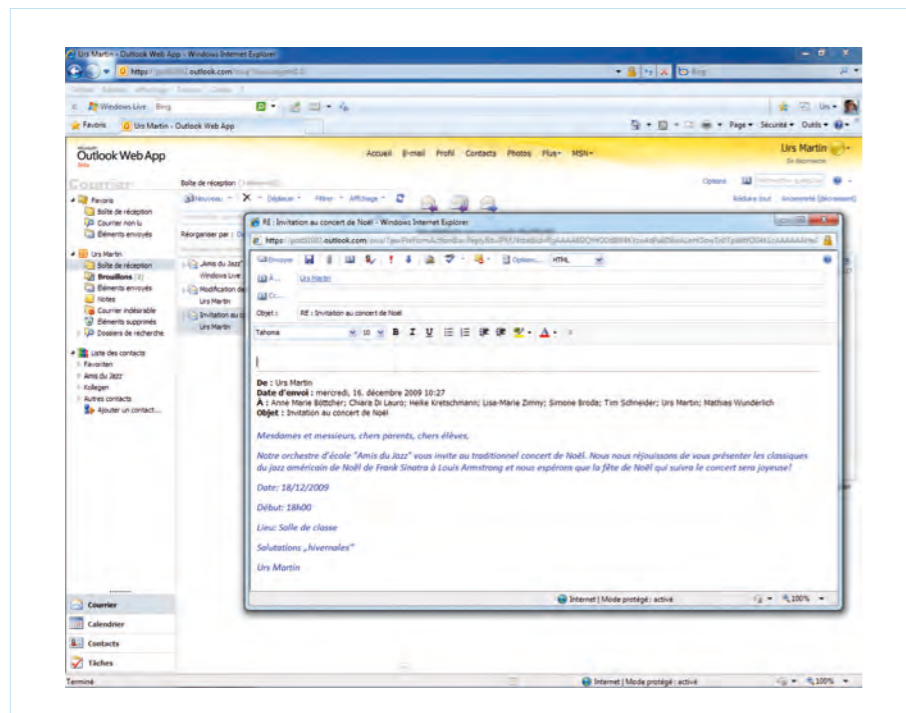 Urs Martin - Outlook Web App - Windows Internet Explorer
https outlook.com
Bing
Windows Live Bing
Favoris Urs Martin - Outlook Web App
Page Sécurité Outils
Outlook Web App
Accueil E-mail Profil Contacts Photos Plus MSN
Urs Martin
Se déconnecter
Courrier
Boîte de réception
Options
Nouveau Déplacer Filtrer Affichage
Réorganiser par :
Favoris
Boîte de réception
Courrier non lu
Éléments envoyés
Urs Martin
Boîte de réception
Brouillons
Éléments envoyés
Notes
Courrier indésirable
Éléments supprimés
Dossiers de recherche
Liste des contacts
Favoriten
Amis du Jazz
Kollegen
Autres contacts
Ajouter un contact...
„Amis du Jazz"
Windows Live
Modification de
Urs Martin
Invitation au
Urs Martin
RE : Invitation au concert de Noël - Windows Internet Explorer
https outlook.com
Envoyer Options... HTML
À... Urs Martin
Cc...
Objet : RE : Invitation au concert de Noël
Tahoma 10 B I U
De : Urs Martin
Date d'envoi : mercredi, 16. décembre 2009 10:27
À : Anne Marie Böttcher; Chiara Di Lauro; Heike Kretschmann; Lisa-Marie Zimny; Simone Broda; Tim Schneider; Urs Martin; Mathias Wunderlich
Objet : Invitation au concert de Noël
Mesdames et messieurs, chers parents, chers élèves,
Notre orchestre d'école "Amis du Jazz" vous invite au traditionnel concert de Noël. Nous nous réjouissons de vous présenter les classiques
du jazz américain de Noël de Frank Sinatra à Louis Armstrong et nous espérons que la fête de Noël qui suivra le concert sera joyeuse!
Date: 18/12/2009
Début: 18h00
Lieu: Salle de classe
Salutations „hivernales"
Urs Martin
Internet | Mode protégé : activé 100%
Courrier
Calendrier
Contacts
Tâches
Terminé Internet | Mode protégé : activé 100%